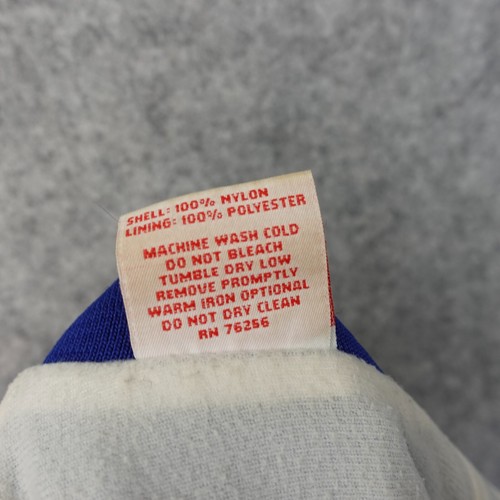 SHELL: 100% NYLON
LINING: 100% POLYESTER
MACHINE WASH COLD
DO NOT BLEACH
TUMBLE DRY LOW
REMOVE PROMPTLY
WARM IRON OPTIONAL
DO NOT DRY CLEAN
RN 76256